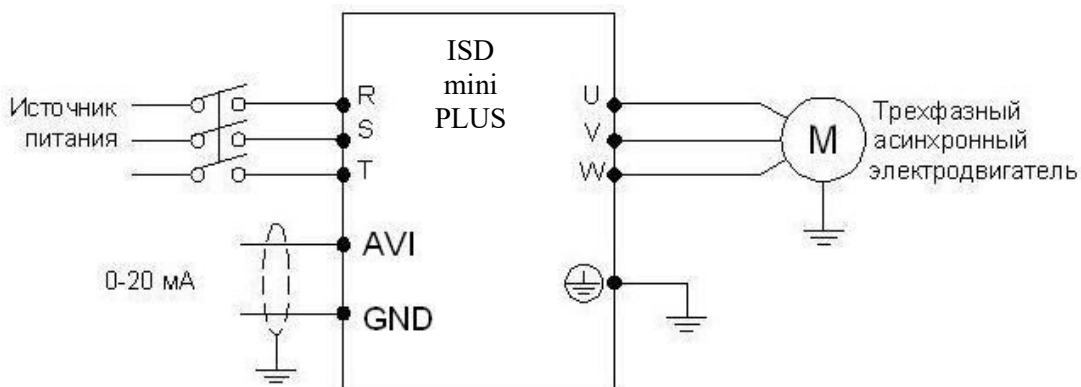 ISD
mini
PLUS
Источник
питания
R
S
T
U
V
W
M
Трехфазный
асинхронный
электродвигатель
AVI
0-20 мА
GND